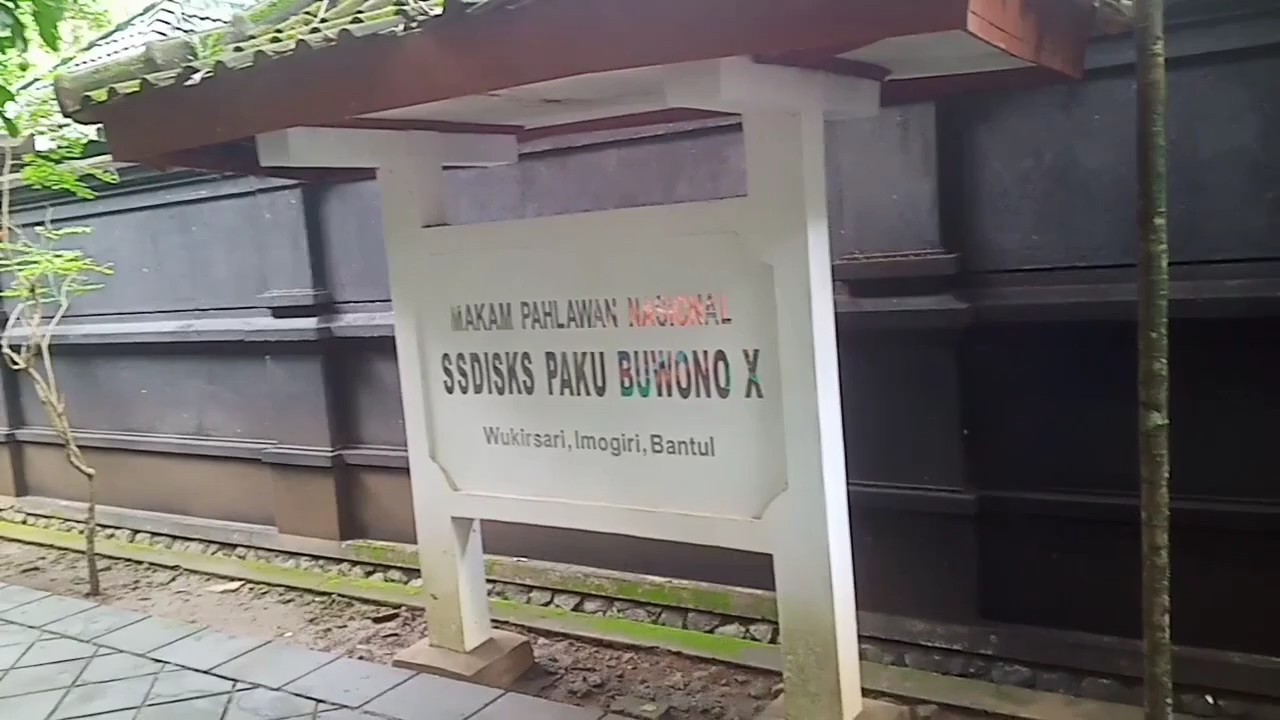 MAKAM PAHLAWAN NASIONAL
SSDISKS PAKU BUWONO X
Wukirsari, Imogiri, Bantul